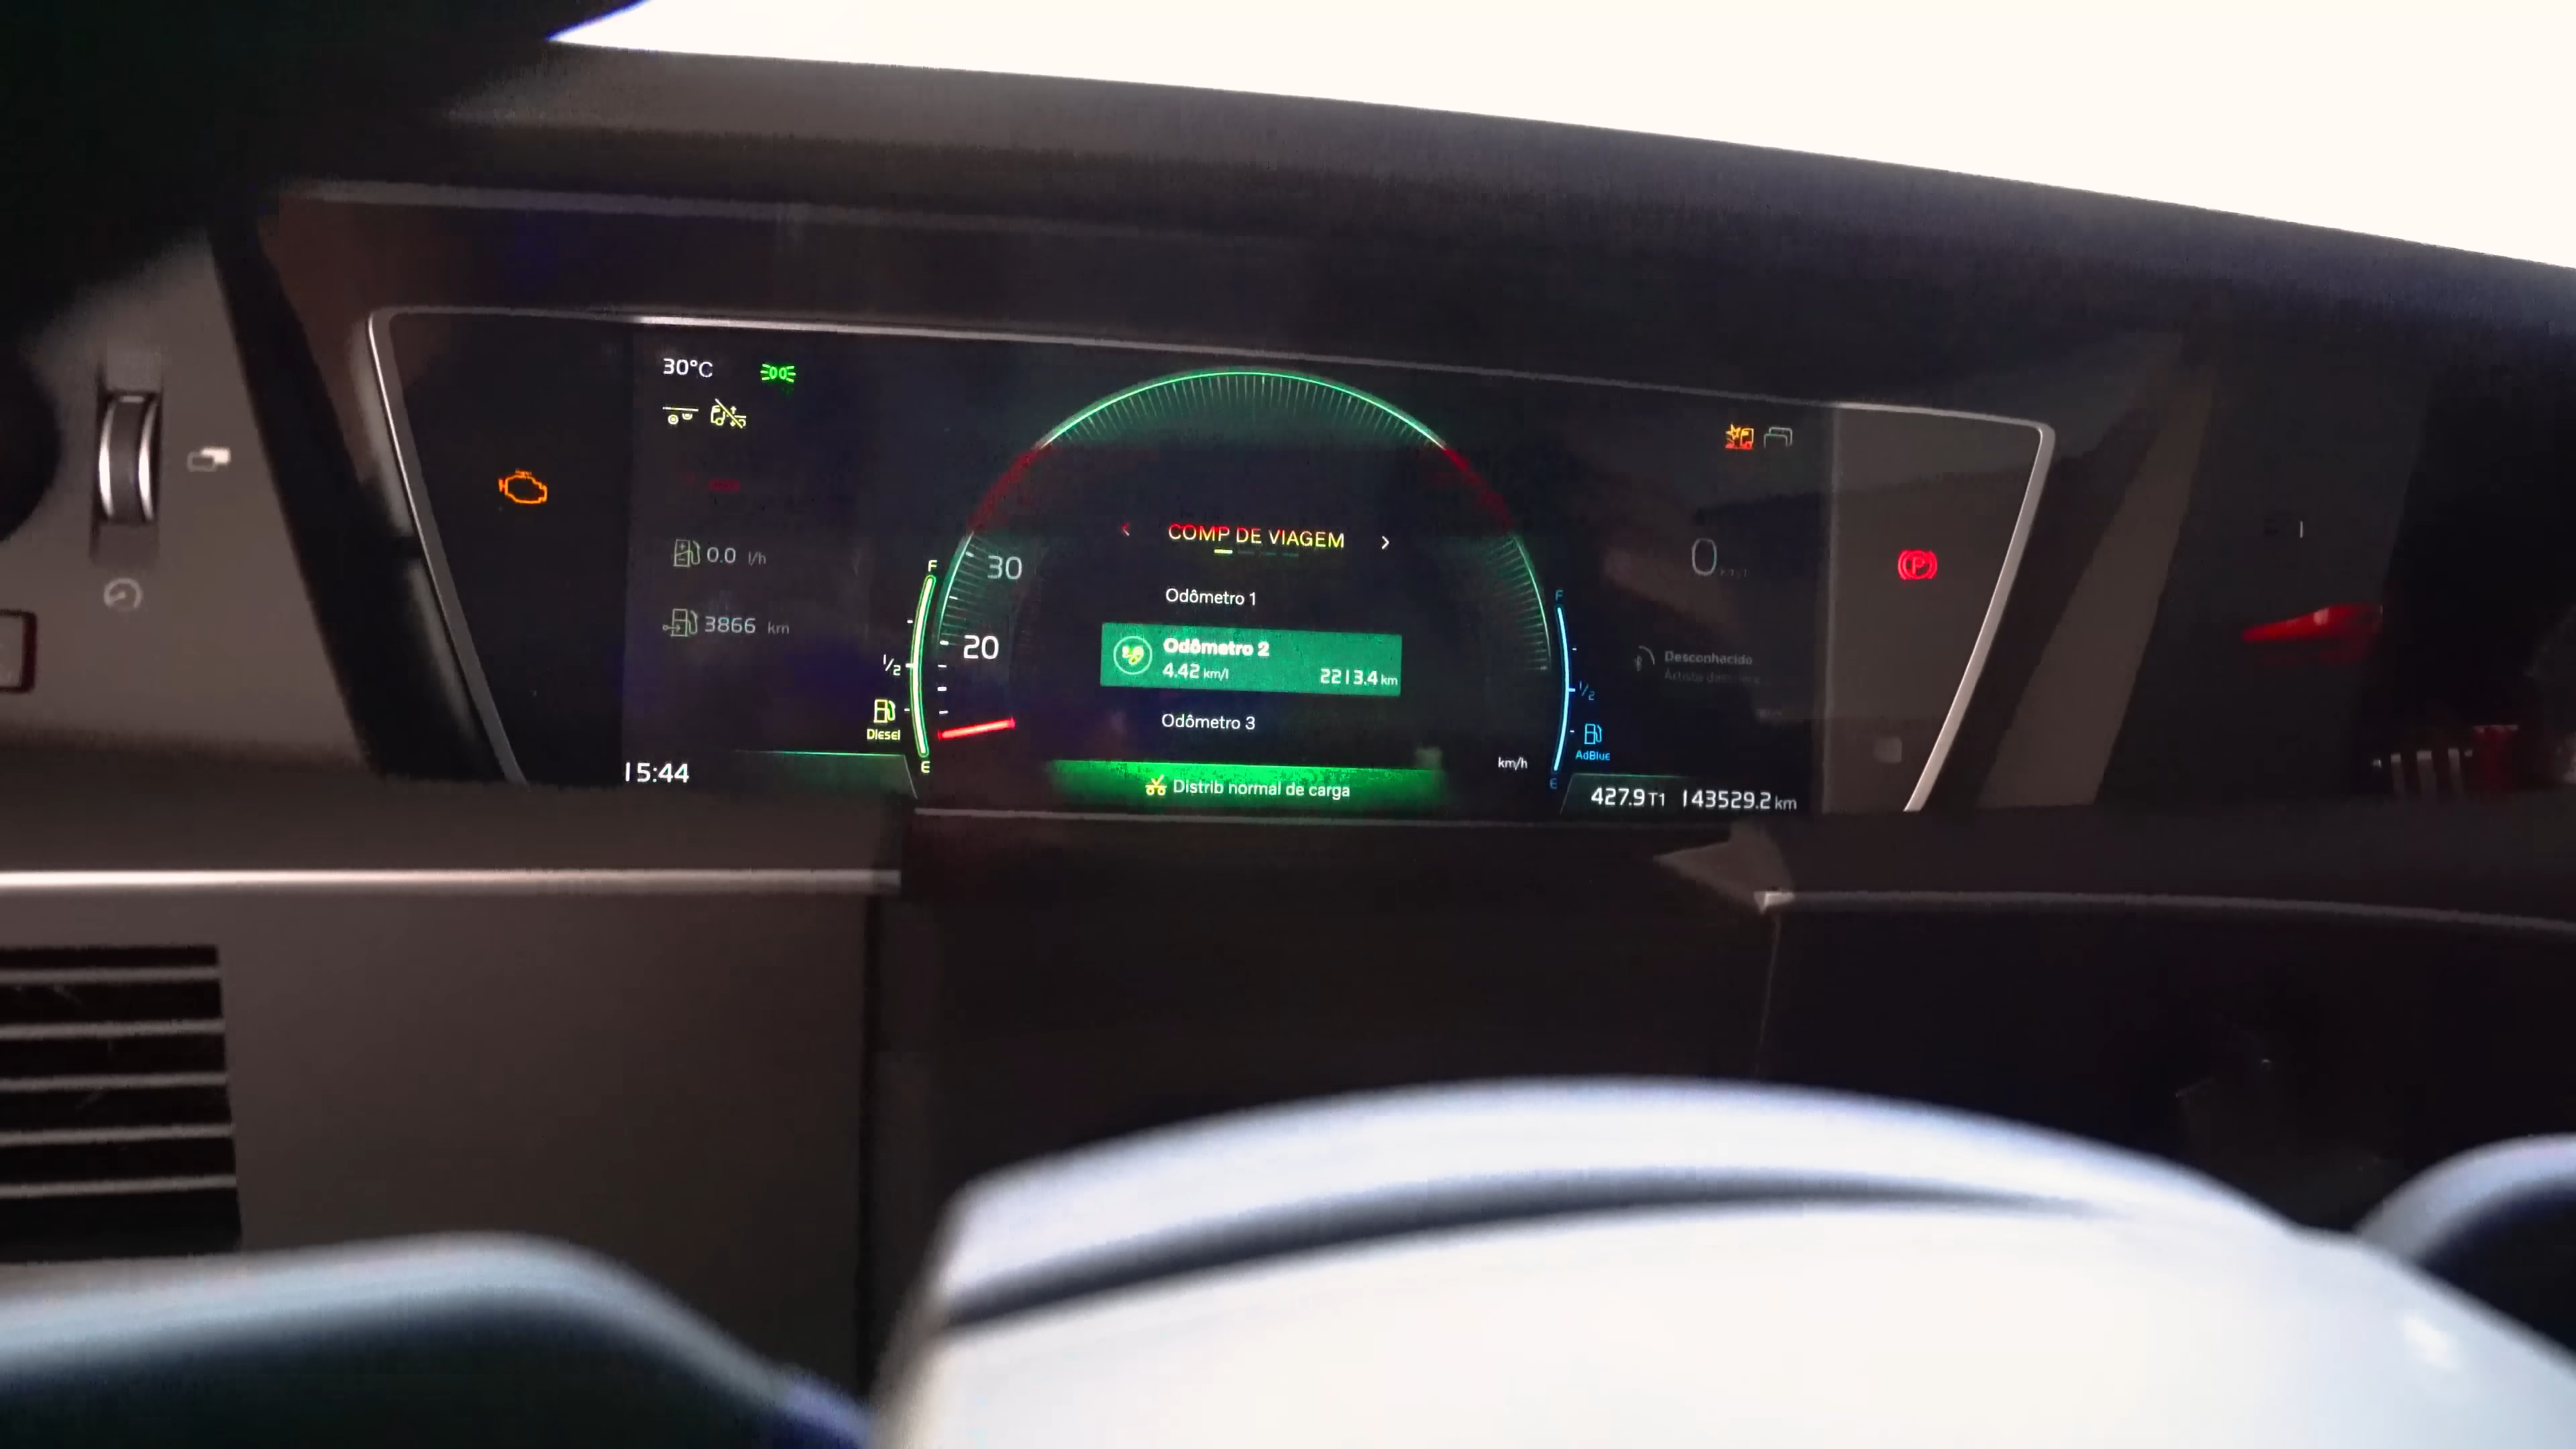 30°C
0.0 l/h
3866 km
15:44
F
1/2
Diesel
E
30
20
COMP DE VIAGEM
Odômetro 1
Odômetro 2
4.42 km/l 2213.4 km
Odômetro 3
Distrib normal de carga
km/h
0
P
Desconhecido
F
1/2
AdBlue
E
427.9 T1 143529.2 km